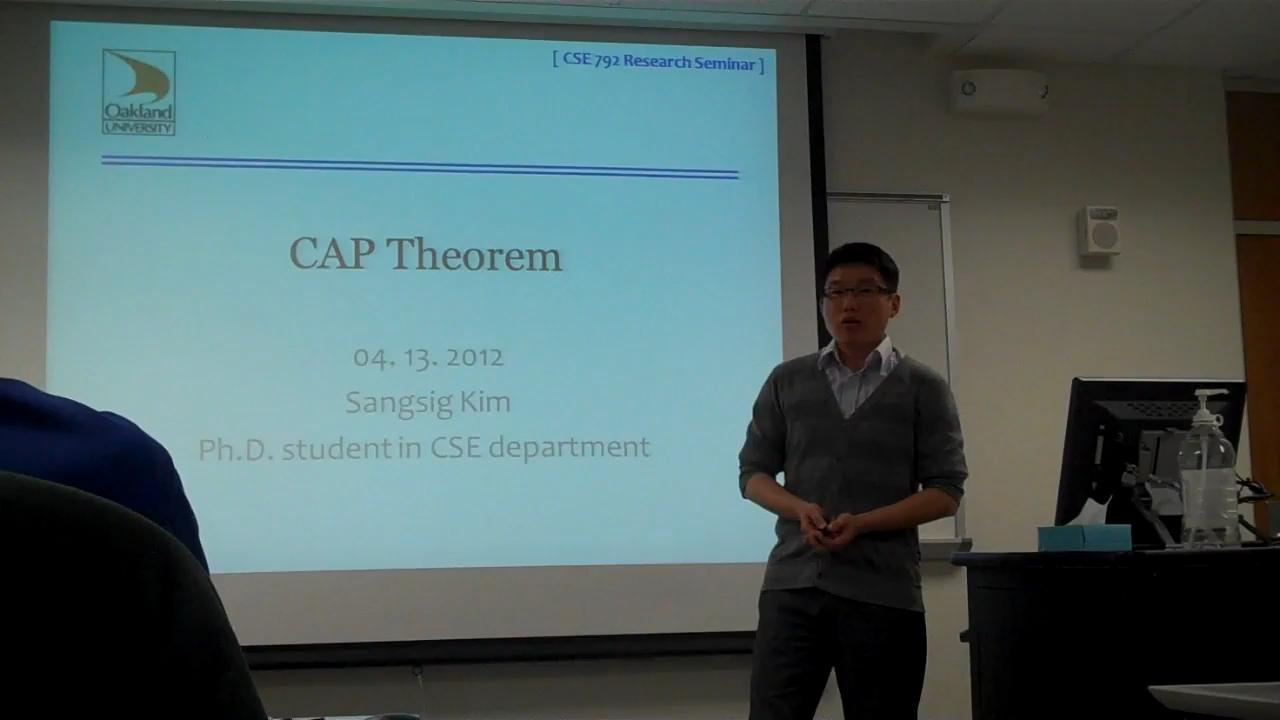 [ CSE 792 Research Seminar ]
Oakland
UNIVERSITY
CAP Theorem
04. 13. 2012
Sangsig Kim
Ph.D. student in CSE department